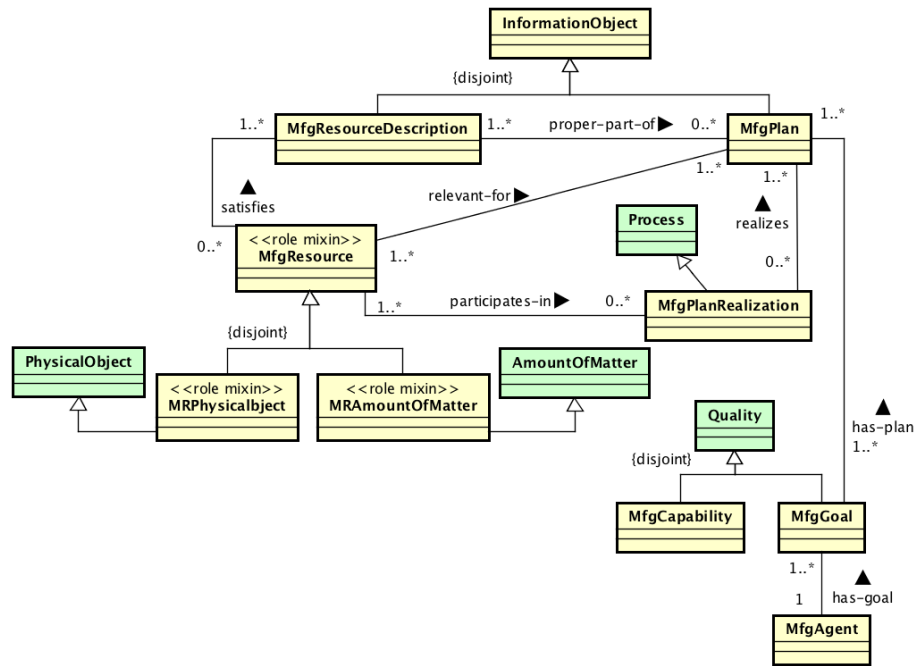 InformationObject
{disjoint}
1..*
MfgResourceDescription
1..*
proper-part-of▶
0..*
MfgPlan
1..*
▲
satisfies
relevant-for▶
1..*
1..*
▲
realizes
0..*
<<role mixin>>
MfgResource
1..*
Process
0..*
1..*
participates-in ▶
0..*
MfgPlanRealization
{disjoint}
PhysicalObject
<<role mixin>>
MRPhysicalbject
<<role mixin>>
MRAmountOfMatter
AmountOfMatter
Quality
▲
has-plan
1..*
{disjoint}
MfgCapability
MfgGoal
1..*
▲
has-goal
1
MfgAgent